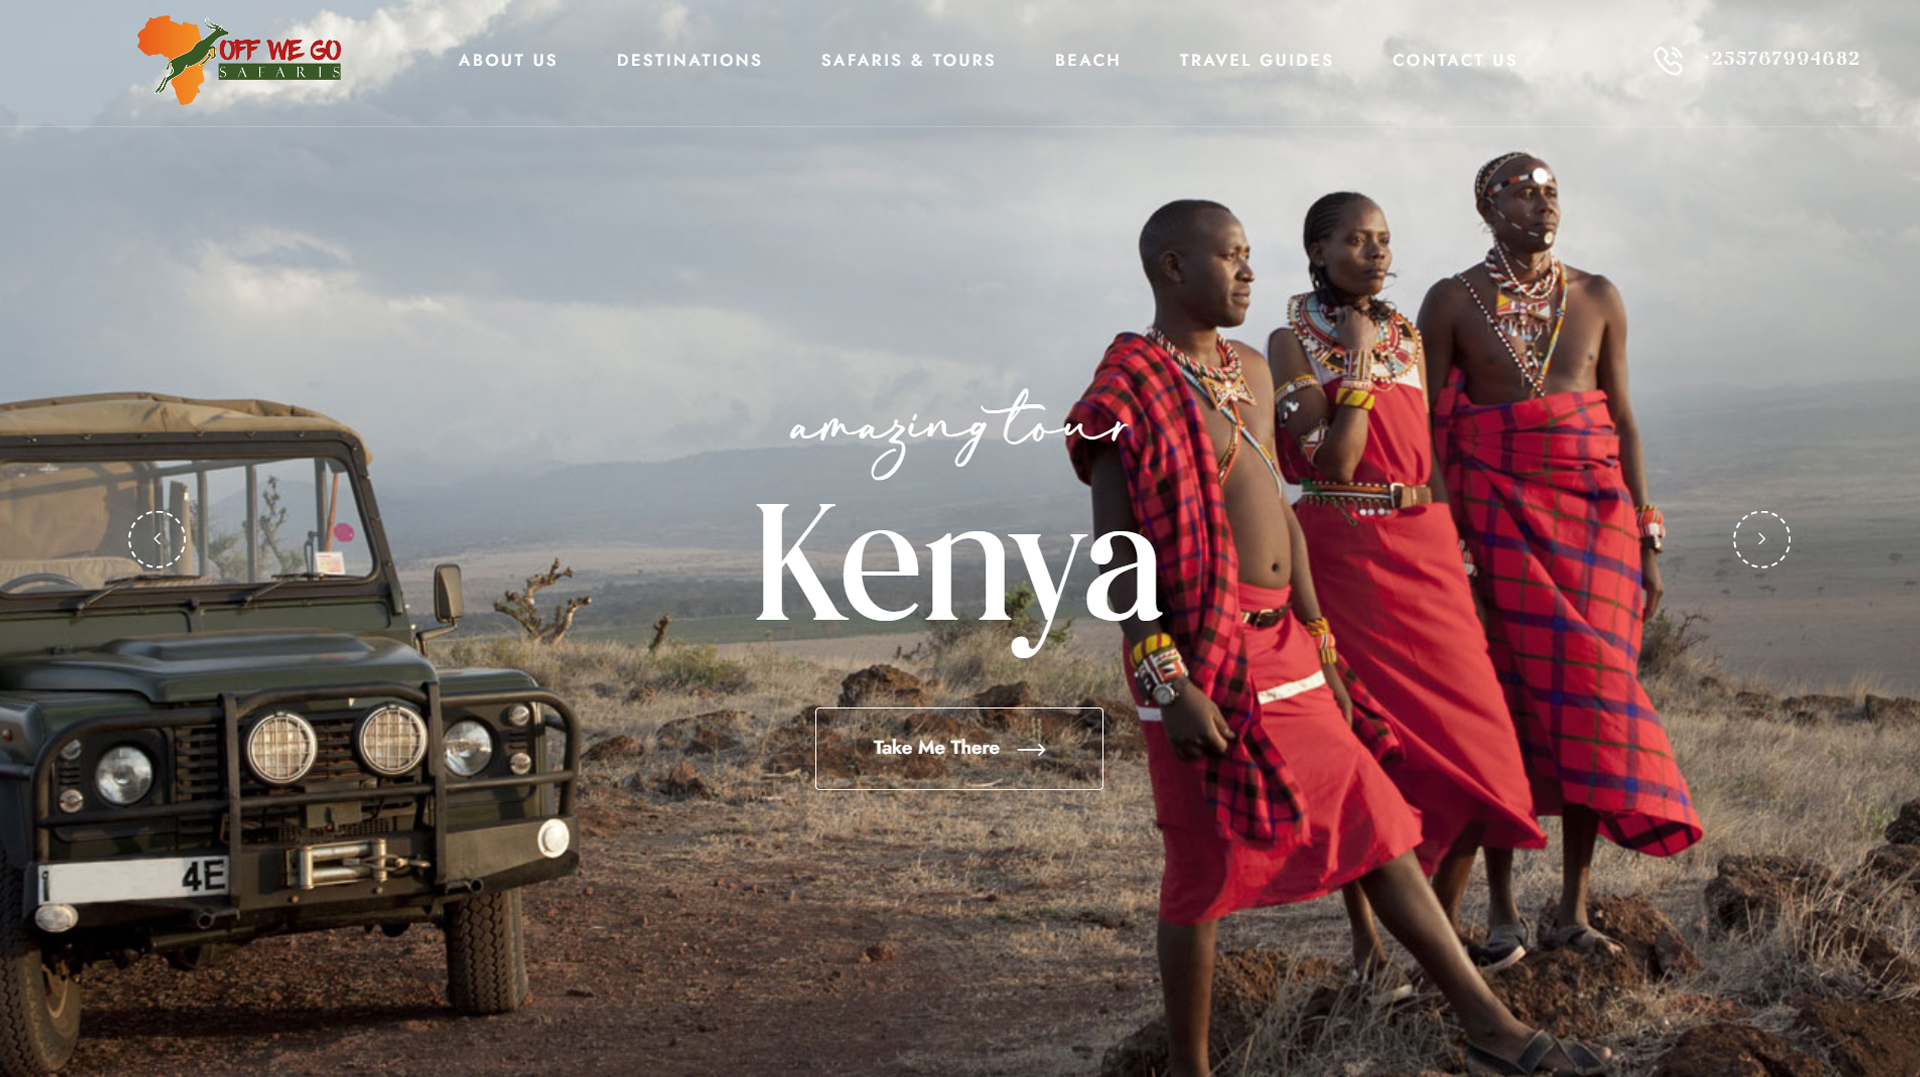 OFF WE GO
SAFARIS
ABOUT US
DESTINATIONS
SAFARIS & TOURS
BEACH
TRAVEL GUIDES
CONTACT US
+255767994682
amazing tour
Kenya
Take Me There
4E